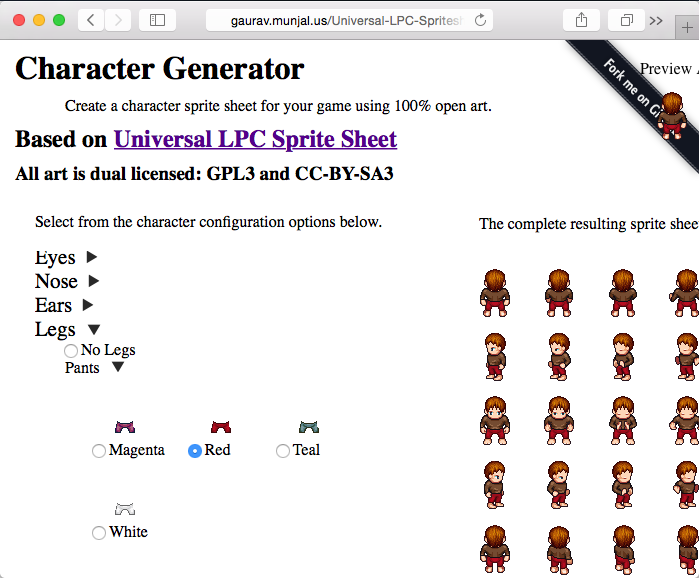 gaurav.munjal.us/Universal-LPC-Sprites
Character Generator
Fork me on Gi
Preview
Create a character sprite sheet for your game using 100% open art.
Based on Universal LPC Sprite Sheet
All art is dual licensed: GPL3 and CC-BY-SA3
Select from the character configuration options below.
The complete resulting sprite shee
Eyes ▶
Nose ▶
Ears ▶
Legs ▼
No Legs
Pants ▼
Magenta Red Teal
White